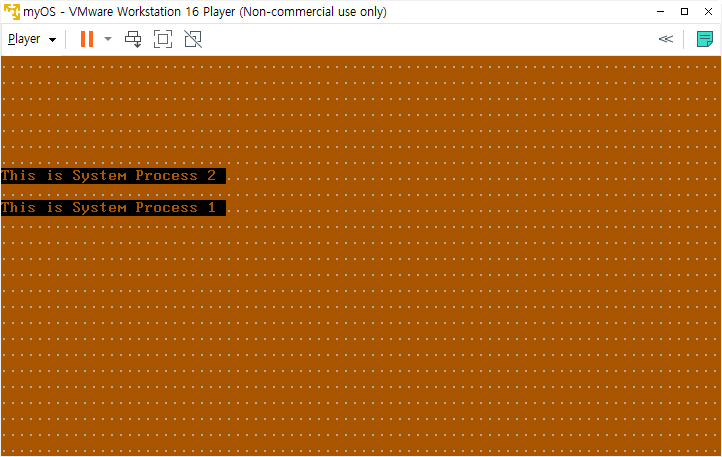 myOS - VMware Workstation 16 Player (Non-commercial use only)
Player
This is System Process 2
This is System Process 1